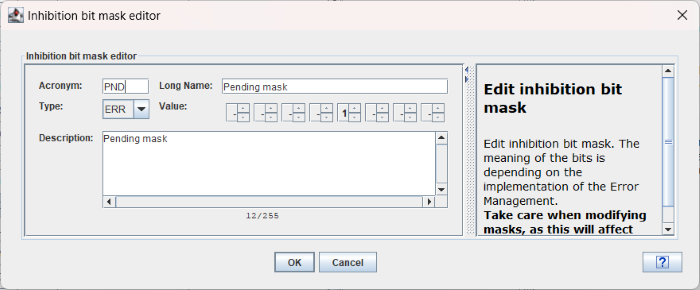 Inhibition bit mask editor
Inhibition bit mask editor
Acronym: PND Long Name: Pending mask
Type: ERR Value: - - - - 1 - - -
Description: Pending mask
12/255
Edit inhibition bit
mask
Edit inhibition bit mask. The
meaning of the bits is
depending on the
implementation of the Error
Management.
Take care when modifying
masks, as this will affect
OK Cancel ?